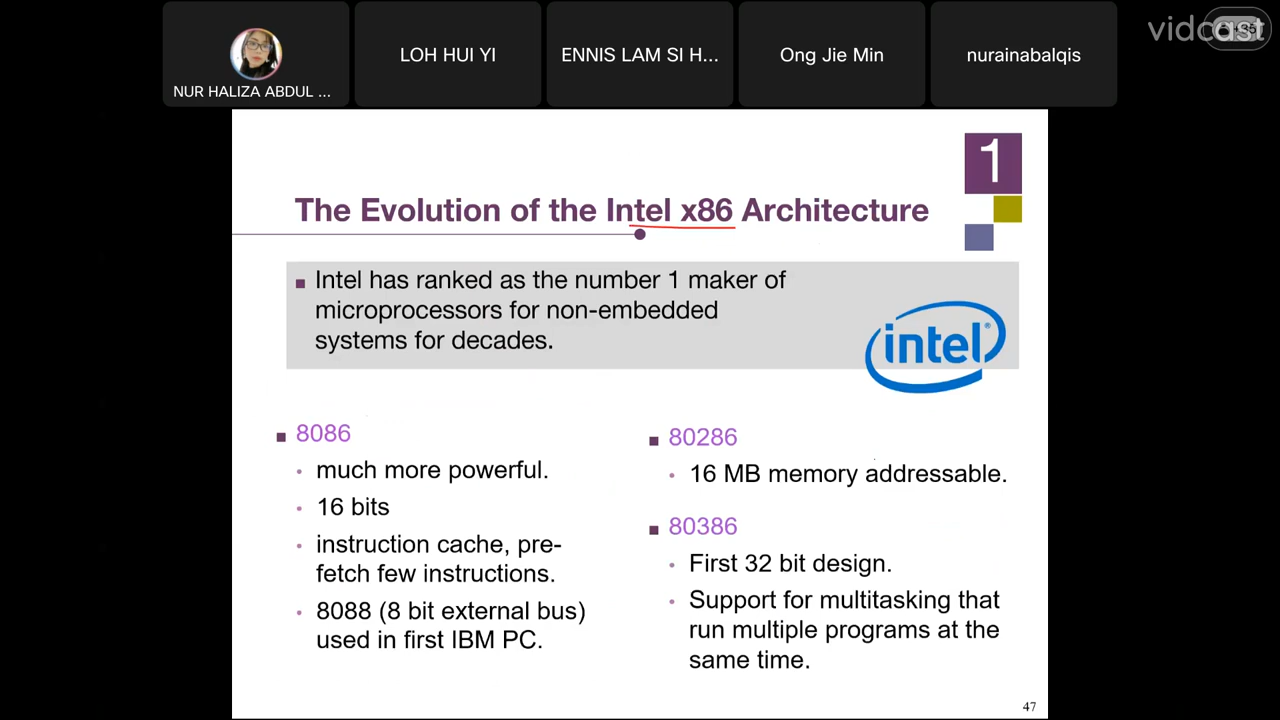 vidcast
NUR HALIZA ABDUL ...
LOH HUI YI
ENNIS LAM SI H...
Ong Jie Min
nurainabalqis
1
The Evolution of the Intel x86 Architecture
■ Intel has ranked as the number 1 maker of
microprocessors for non-embedded
systems for decades.
intel®
■ 8086
• much more powerful.
• 16 bits
• instruction cache, pre-
fetch few instructions.
• 8088 (8 bit external bus)
used in first IBM PC.
■ 80286
• 16 MB memory addressable.
■ 80386
• First 32 bit design.
• Support for multitasking that
run multiple programs at the
same time.
47